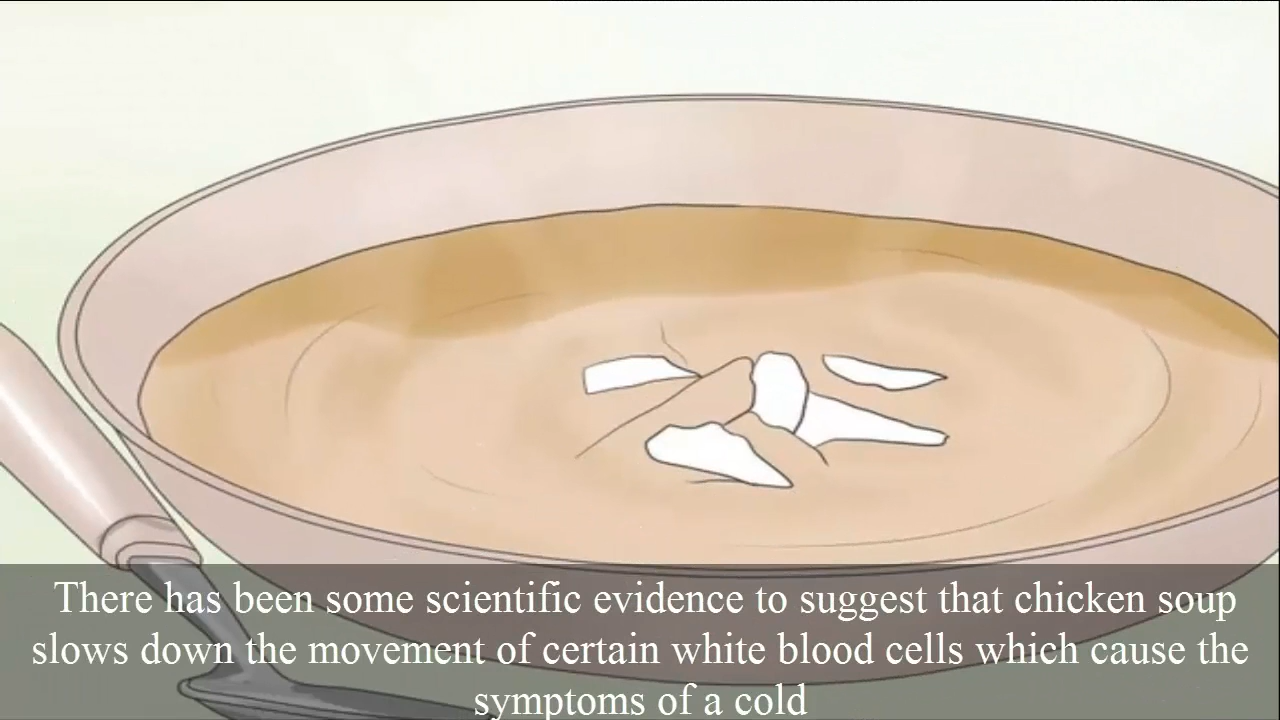 There has been some scientific evidence to suggest that chicken soup
slows down the movement of certain white blood cells which cause the
symptoms of a cold